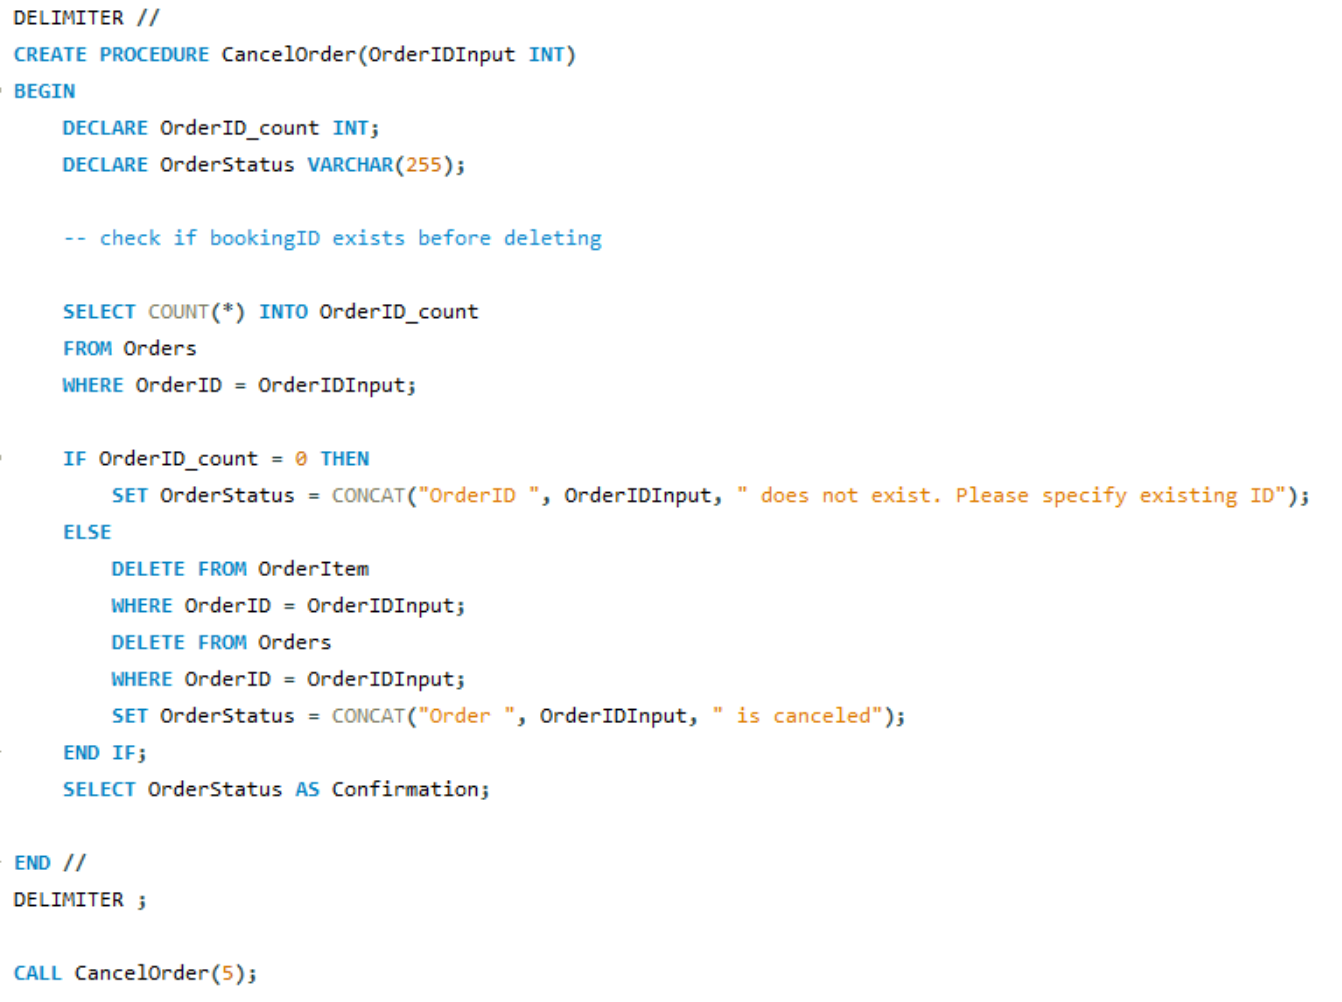 DELIMITER //
CREATE PROCEDURE CancelOrder(OrderIDInput INT)
BEGIN
    DECLARE OrderID_count INT;
    DECLARE OrderStatus VARCHAR(255);

    -- check if bookingID exists before deleting

    SELECT COUNT(*) INTO OrderID_count
    FROM Orders
    WHERE OrderID = OrderIDInput;

    IF OrderID_count = 0 THEN
        SET OrderStatus = CONCAT("OrderID ", OrderIDInput, " does not exist. Please specify existing ID");
    ELSE
        DELETE FROM OrderItem
        WHERE OrderID = OrderIDInput;
        DELETE FROM Orders
        WHERE OrderID = OrderIDInput;
        SET OrderStatus = CONCAT("Order ", OrderIDInput, " is canceled");
    END IF;
    SELECT OrderStatus AS Confirmation;

END //
DELIMITER ;

CALL CancelOrder(5);